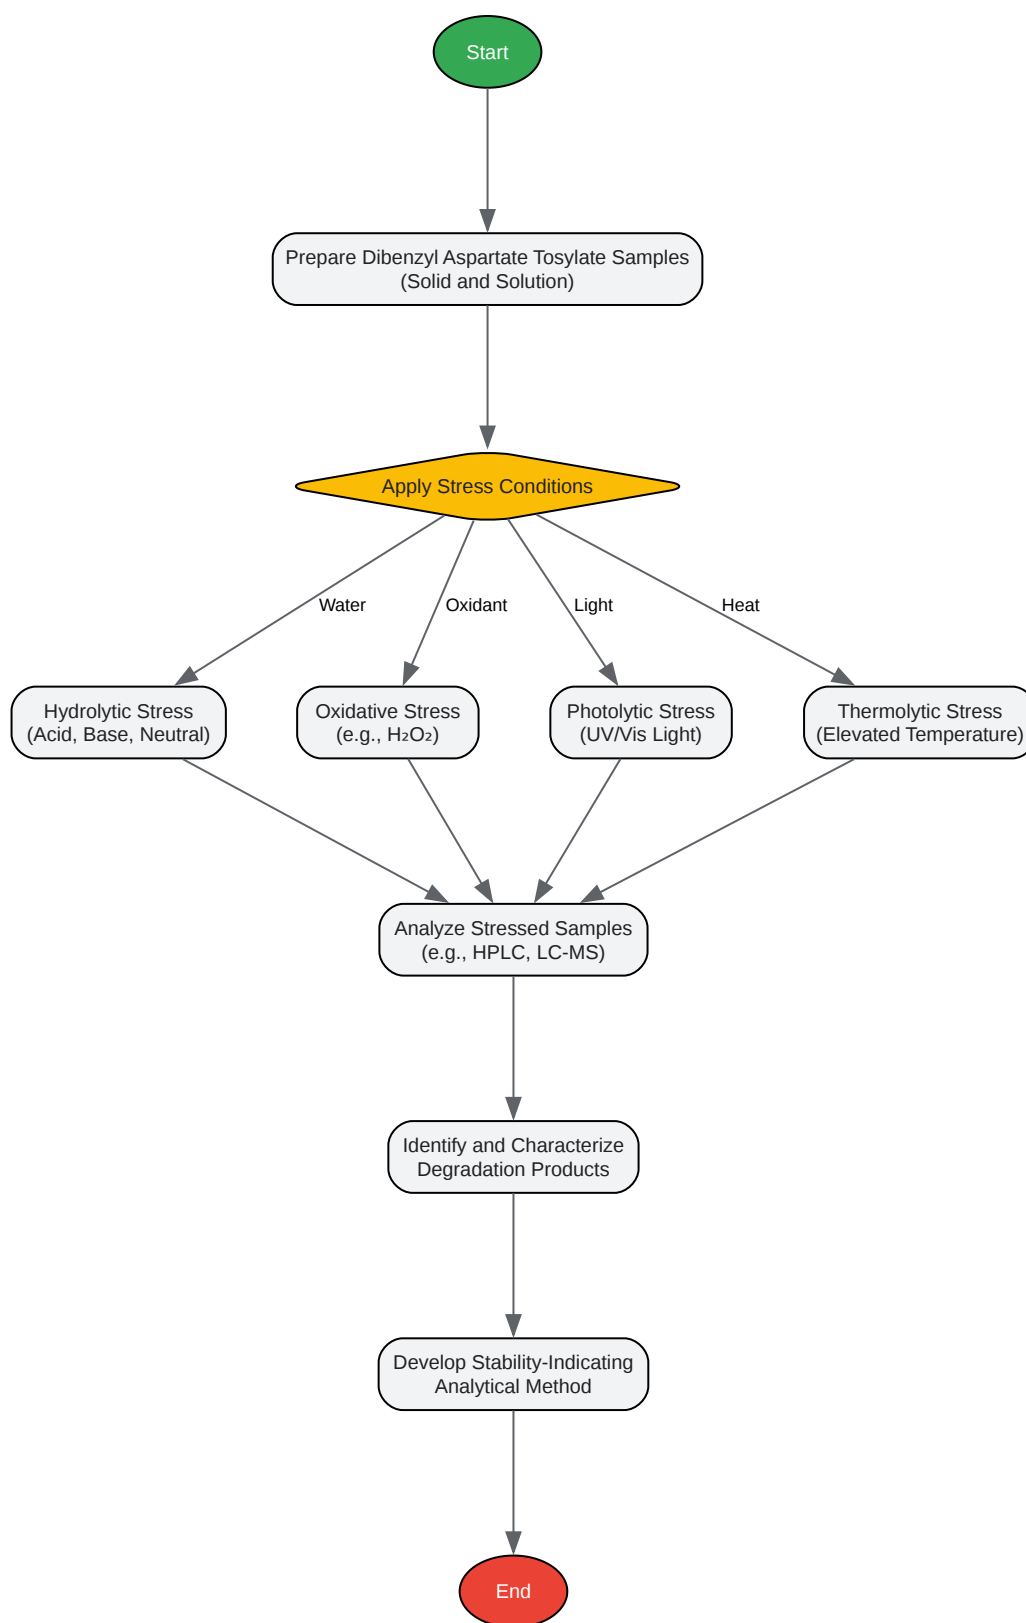 Start
Prepare Dibenzyl Aspartate Tosylate Samples
(Solid and Solution)
Apply Stress Conditions
Water
Oxidant
Light
Heat
Hydrolytic Stress
(Acid, Base, Neutral)
Oxidative Stress
(e.g., H₂O₂)
Photolytic Stress
(UV/Vis Light)
Thermolytic Stress
(Elevated Temperature)
Analyze Stressed Samples
(e.g., HPLC, LC-MS)
Identify and Characterize
Degradation Products
Develop Stability-Indicating
Analytical Method
End